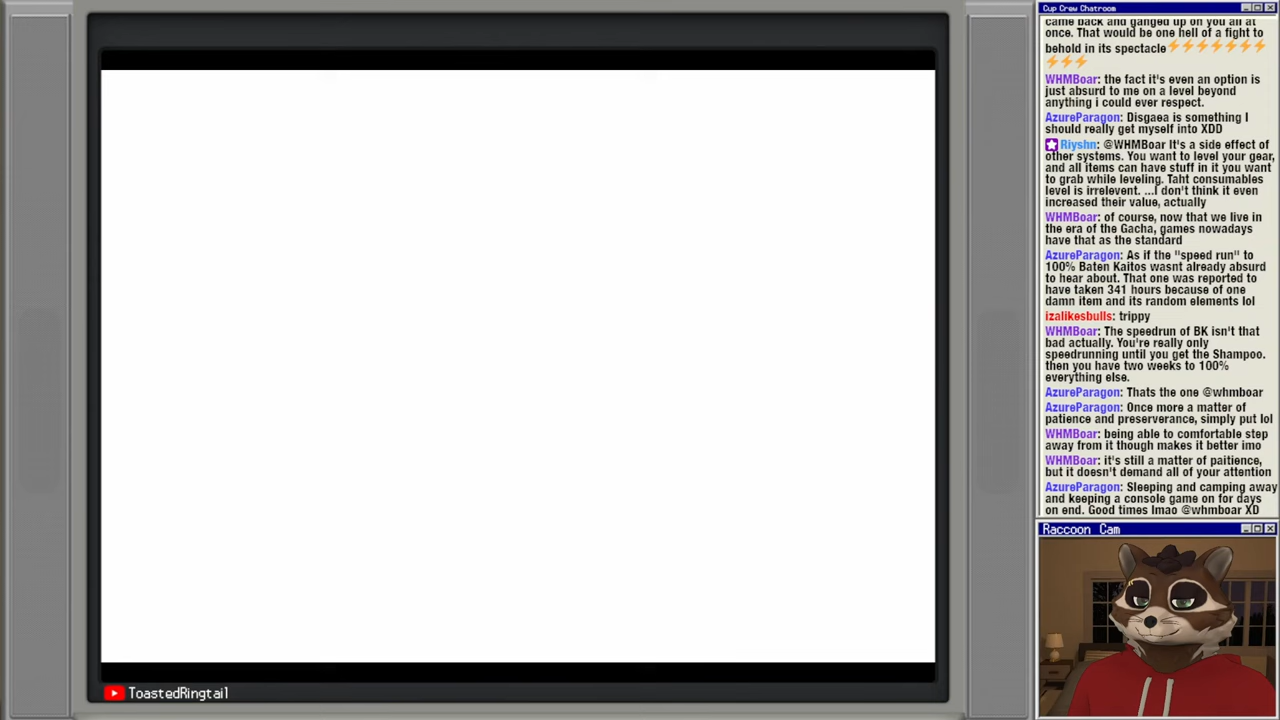 Cup Crew Chatroom
came back and ganged up on you all at
once. That would be one hell of a fight to
behold in its spectacle⚡⚡⚡⚡⚡⚡⚡
⚡⚡⚡
WHMBoar: the fact it's even an option is
just absurd to me on a level beyond
anything i could ever respect.
AzureParagon: Disgaea is something I
should really get myself into XDD
Riyshn: @WHMBoar It's a side effect of
other systems. You want to level your gear,
and all items can have stuff in it you want
to grab while leveling. Taht consumables
level is irrelevent. ...I don't think it even
increased their value, actually
WHMBoar: of course, now that we live in
the era of the Gacha, games nowadays
have that as the standard
AzureParagon: As if the "speed run" to
100% Baten Kaitos wasnt already absurd
to hear about. That one was reported to
have taken 341 hours because of one
damn item and its random elements lol
izalikesbulls: trippy
WHMBoar: The speedrun of BK isn't that
bad actually. You're really only
speedrunning until you get the Shampoo.
then you have two weeks to 100%
everything else.
AzureParagon: Thats the one @whmboar
AzureParagon: Once more a matter of
patience and preserverance, simply put lol
WHMBoar: being able to comfortable step
away from it though makes it better imo
WHMBoar: it's still a matter of paitience,
but it doesn't demand all of your attention
AzureParagon: Sleeping and camping away
and keeping a console game on for days
on end. Good times lmao @whmboar XD
Raccoon Cam
ToastedRingtail